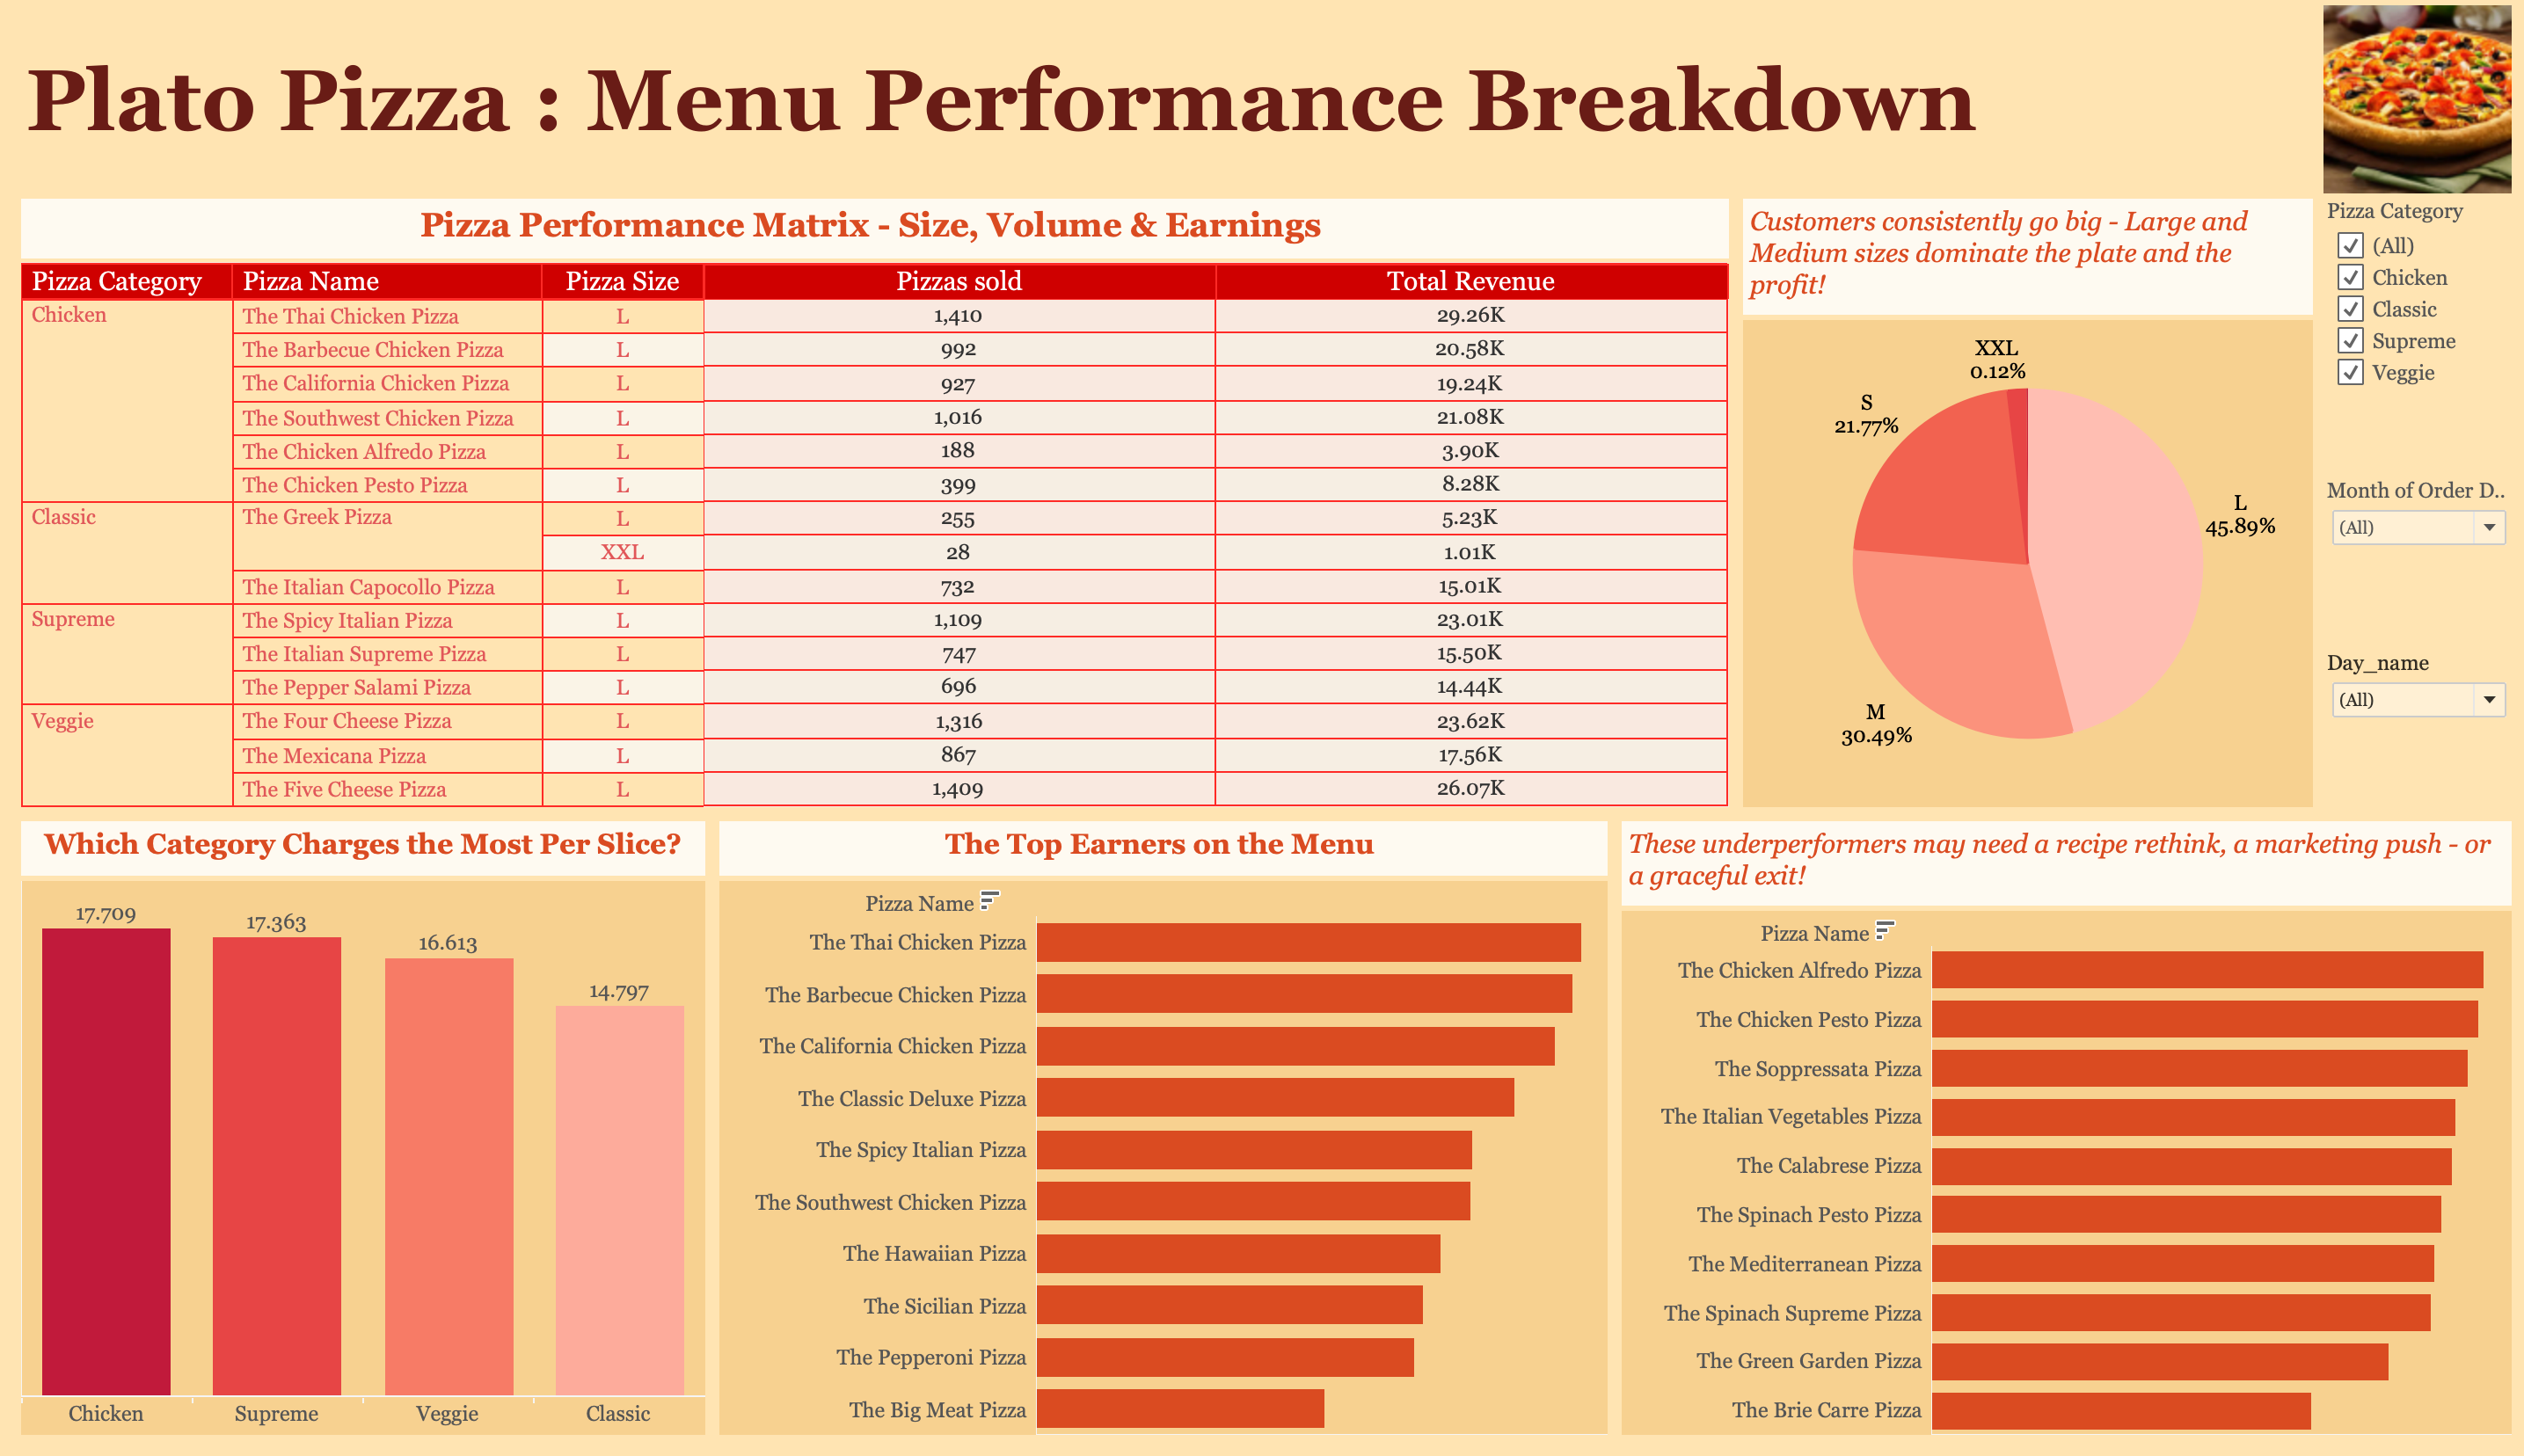 Plato Pizza : Menu Performance Breakdown
Pizza Performance Matrix - Size, Volume & Earnings
Pizza Category Pizza Name Pizza Size Pizzas sold Total Revenue
Chicken The Thai Chicken Pizza L 1,410 29.26K
The Barbecue Chicken Pizza L 992 20.58K
The California Chicken Pizza L 927 19.24K
The Southwest Chicken Pizza L 1,016 21.08K
The Chicken Alfredo Pizza L 188 3.90K
The Chicken Pesto Pizza L 399 8.28K
Classic The Greek Pizza L 255 5.23K
XXL 28 1.01K
The Italian Capocollo Pizza L 732 15.01K
Supreme The Spicy Italian Pizza L 1,109 23.01K
The Italian Supreme Pizza L 747 15.50K
The Pepper Salami Pizza L 696 14.44K
Veggie The Four Cheese Pizza L 1,316 23.62K
The Mexicana Pizza L 867 17.56K
The Five Cheese Pizza L 1,409 26.07K
Customers consistently go big - Large and
Medium sizes dominate the plate and the
profit!
XXL
0.12%
S
21.77%
L
45.89%
M
30.49%
Pizza Category
(All)
Chicken
Classic
Supreme
Veggie
Month of Order D..
(All)
Day_name
(All)
Which Category Charges the Most Per Slice?
17.709
17.363
16.613
14.797
Chicken Supreme Veggie Classic
The Top Earners on the Menu
Pizza Name
The Thai Chicken Pizza
The Barbecue Chicken Pizza
The California Chicken Pizza
The Classic Deluxe Pizza
The Spicy Italian Pizza
The Southwest Chicken Pizza
The Hawaiian Pizza
The Sicilian Pizza
The Pepperoni Pizza
The Big Meat Pizza
These underperformers may need a recipe rethink, a marketing push - or
a graceful exit!
Pizza Name
The Chicken Alfredo Pizza
The Chicken Pesto Pizza
The Soppressata Pizza
The Italian Vegetables Pizza
The Calabrese Pizza
The Spinach Pesto Pizza
The Mediterranean Pizza
The Spinach Supreme Pizza
The Green Garden Pizza
The Brie Carre Pizza